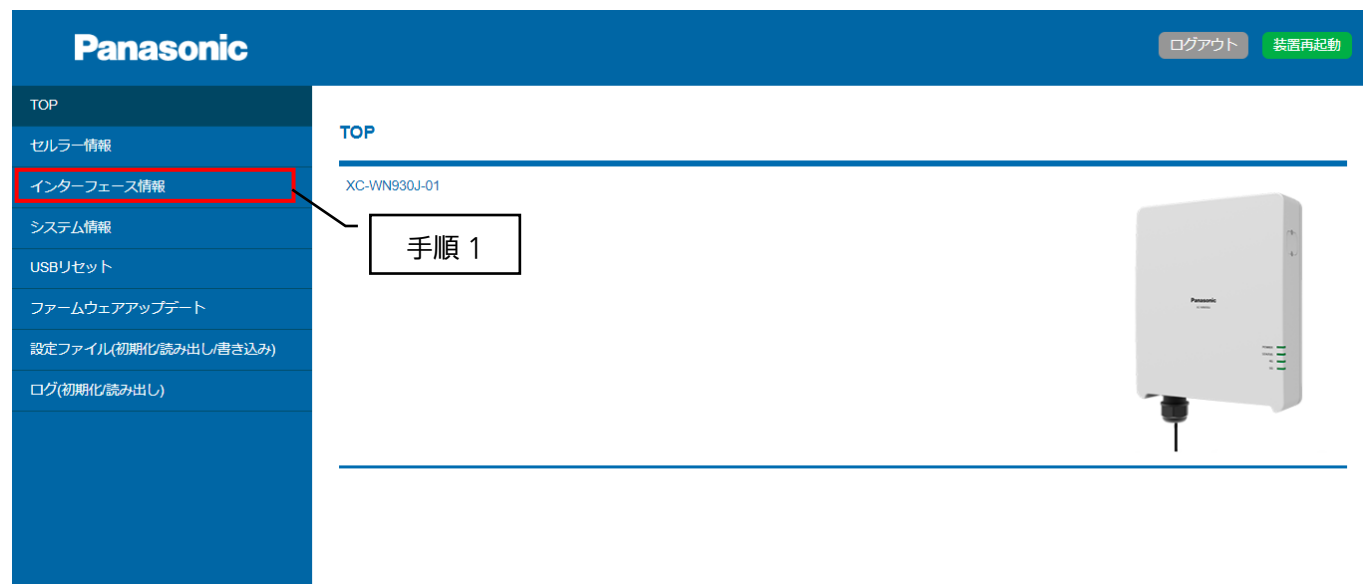 Panasonic
ログアウト
装置再起動
TOP
セルラー情報
インターフェース情報
システム情報
USBリセット
ファームウェアアップデート
設定ファイル(初期化/読み出し/書き込み)
ログ(初期化/読み出し)
TOP
XC-WN930J-01
手順 1
Panasonic